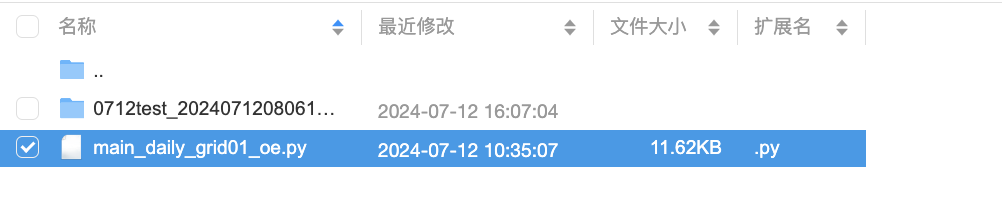 名称 最近修改 文件大小 扩展名
..
0712test_2024071208061... 2024-07-12 16:07:04
main_daily_grid01_oe.py 2024-07-12 10:35:07 11.62KB .py